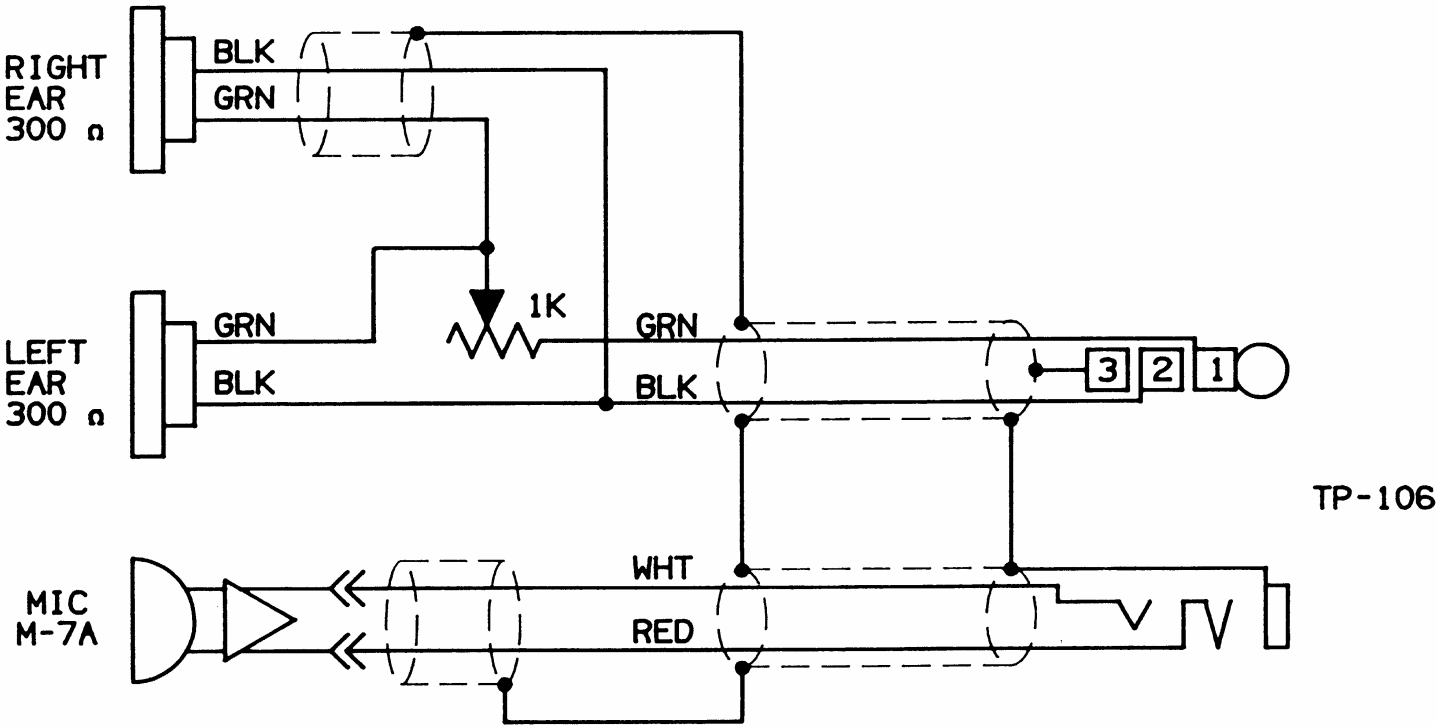 RIGHT
EAR
300 Ω
BLK
GRN
LEFT
EAR
300 Ω
GRN
BLK
1K
GRN
BLK
3 2 1
TP-106
MIC
M-7A
WHT
RED